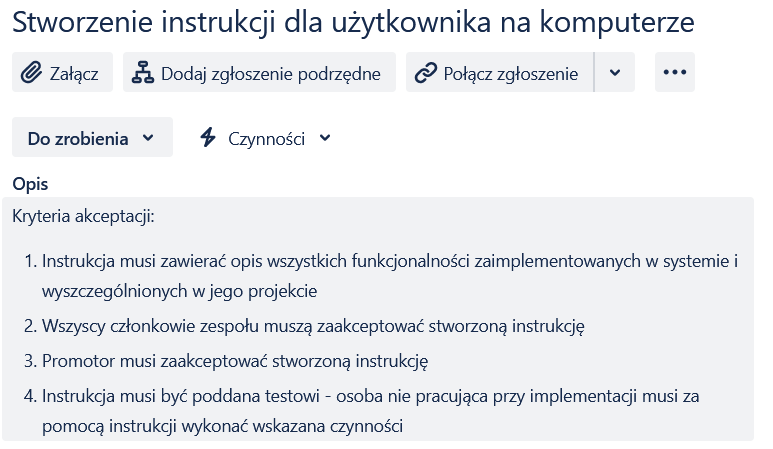 Stworzenie instrukcji dla użytkownika na komputerze
Załącz Dodaj zgłoszenie podrzędne Połącz zgłoszenie
Do zrobienia Czynności
Opis
Kryteria akceptacji:
1. Instrukcja musi zawierać opis wszystkich funkcjonalności zaimplementowanych w systemie i
wyszczególnionych w jego projekcie
2. Wszyscy członkowie zespołu muszą zaakceptować stworzoną instrukcję
3. Promotor musi zaakceptować stworzoną instrukcję
4. Instrukcja musi być poddana testowi - osoba nie pracująca przy implementacji musi za
pomocą instrukcji wykonać wskazana czynności